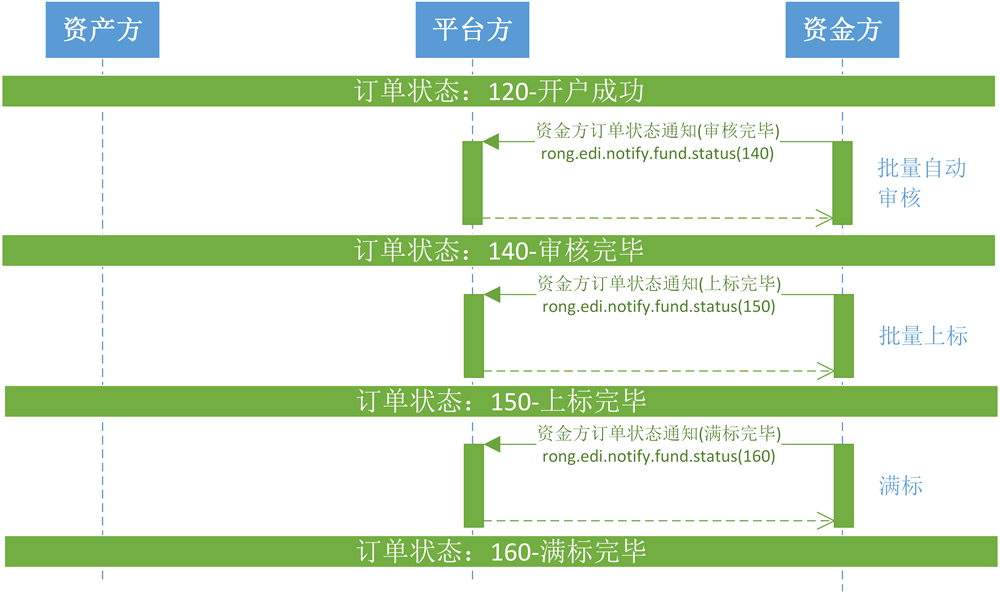 资产方
平台方
资金方
订单状态：120-开户成功
资金方订单状态通知(审核完毕)
rong.edi.notify.fund.status(140)
批量自动
审核
订单状态：140-审核完毕
资金方订单状态通知(上标完毕)
rong.edi.notify.fund.status(150)
批量上标
订单状态：150-上标完毕
资金方订单状态通知(满标完毕)
rong.edi.notify.fund.status(160)
满标
订单状态：160-满标完毕